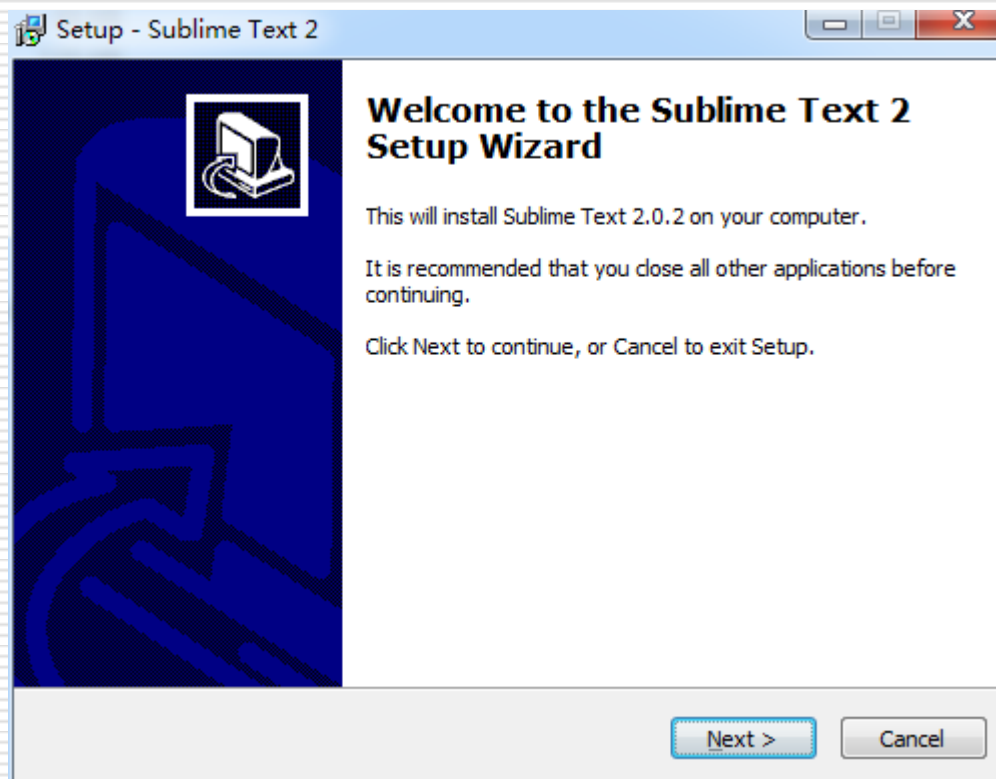 Setup - Sublime Text 2
Welcome to the Sublime Text 2
Setup Wizard
This will install Sublime Text 2.0.2 on your computer.
It is recommended that you close all other applications before
continuing.
Click Next to continue, or Cancel to exit Setup.
Next >
Cancel